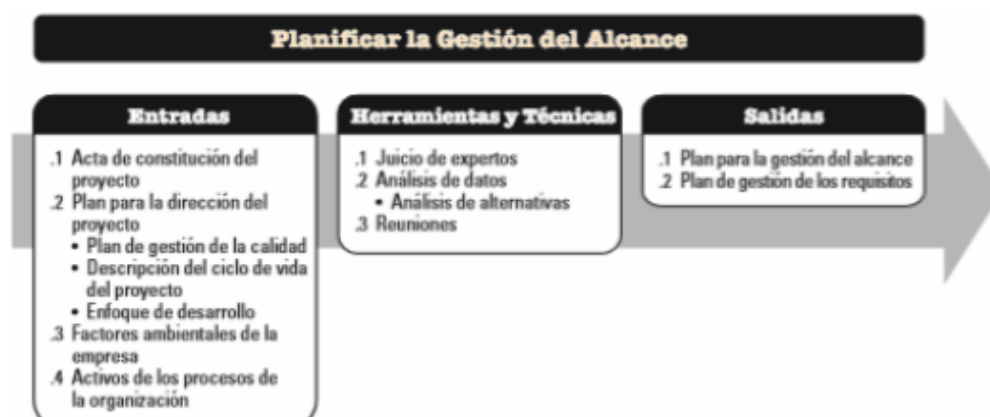 Planificar la Gestión del Alcance
Entradas
.1 Acta de constitución del
proyecto
.2 Plan para la dirección del
proyecto
• Plan de gestión de la calidad
• Descripción del ciclo de vida
del proyecto
• Enfoque de desarrollo
.3 Factores ambientales de la
empresa
.4 Activos de los procesos de
la organización
Herramientas y Técnicas
.1 Juicio de expertos
.2 Análisis de datos
• Análisis de alternativas
.3 Reuniones
Salidas
.1 Plan para la gestión del alcance
.2 Plan de gestión de los requisitos